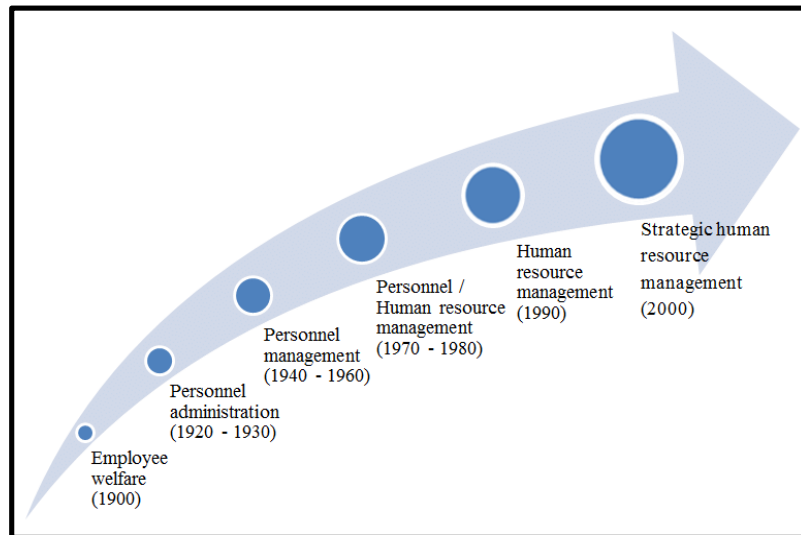 Employee
welfare
(1900)
Personnel
administration
(1920 - 1930)
Personnel
management
(1940 - 1960)
Personnel /
Human resource
management
(1970 - 1980)
Human
resource
management
(1990)
Strategic human
resource
management
(2000)